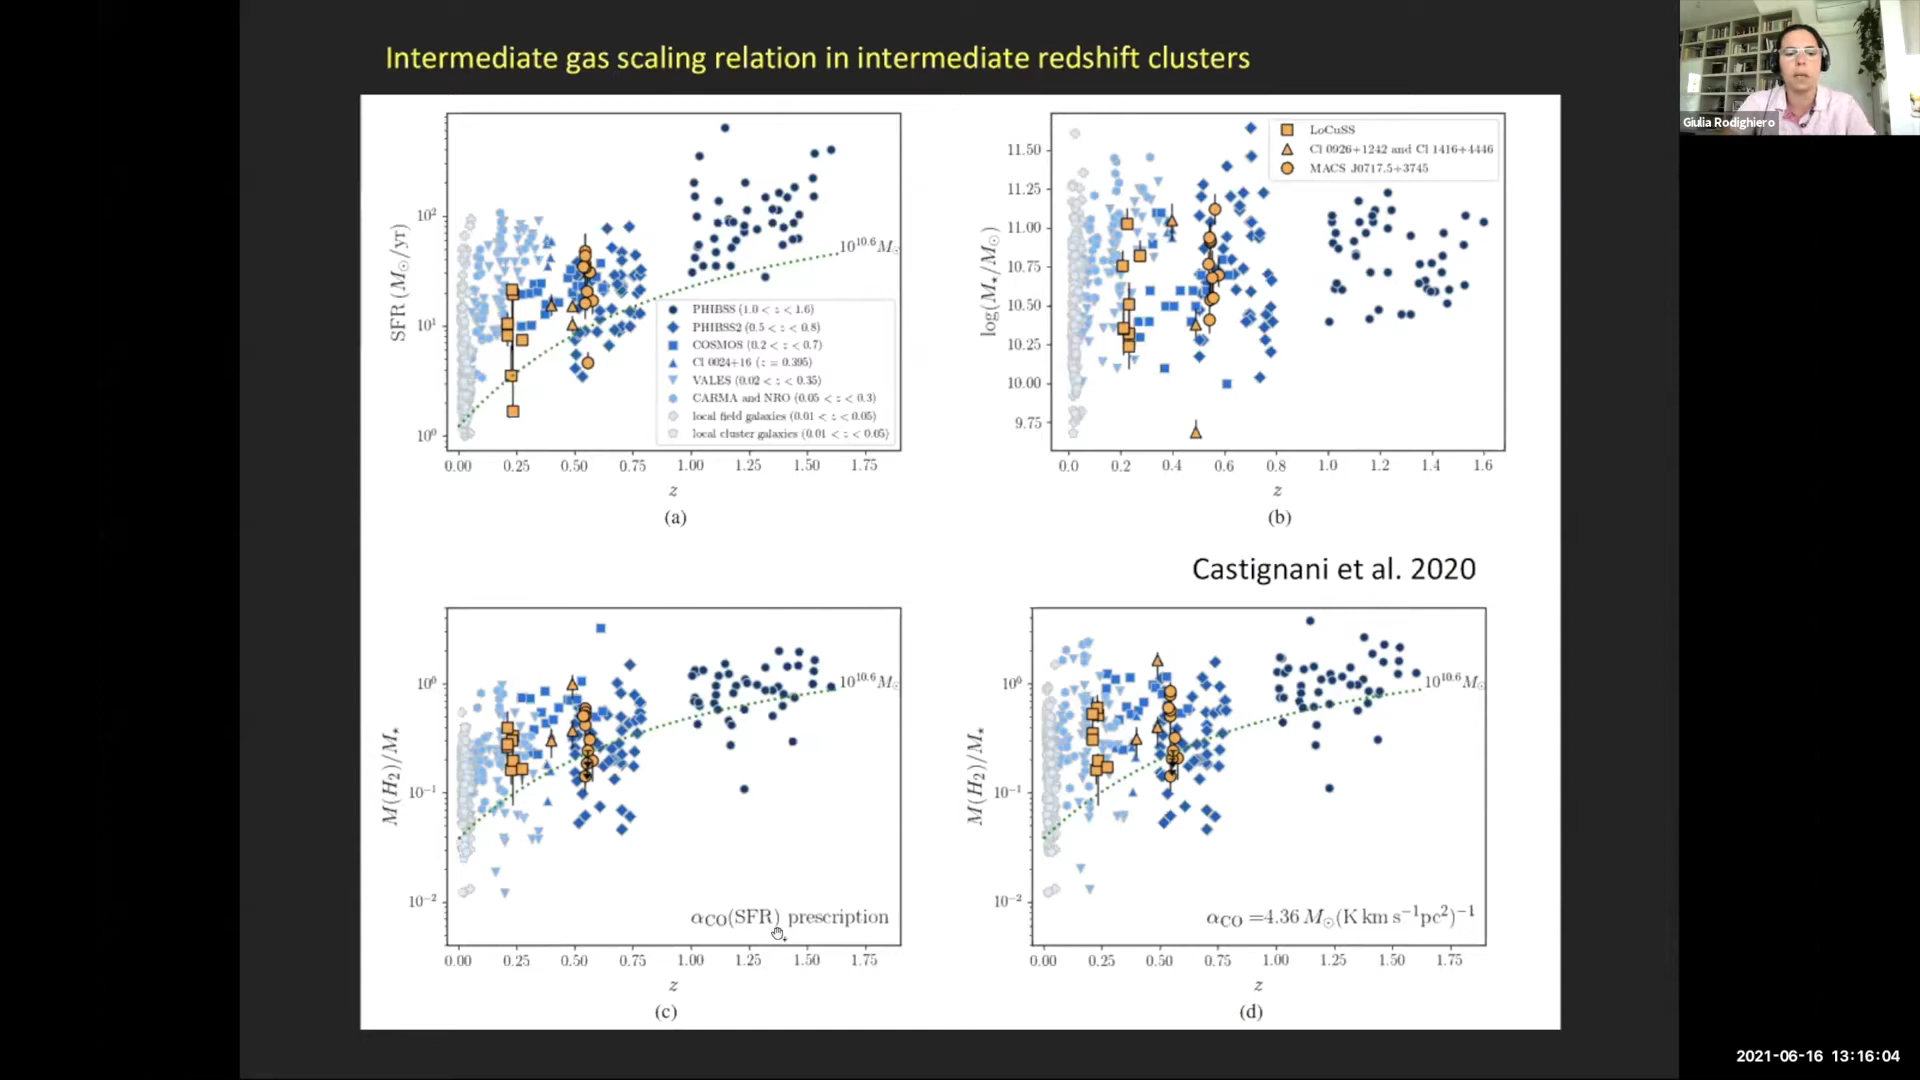 Intermediate gas scaling relation in intermediate redshift clusters
Giulia Rodighiero
SFR (M⊙/yr)
10²
10¹
10⁰
10^10.6 M⊙
PHIBSS (1.0 < z < 1.6)
PHIBSS2 (0.5 < z < 0.8)
COSMOS (0.2 < z < 0.7)
Cl 0024+16 (z = 0.395)
VALES (0.02 < z < 0.35)
CARMA and NRO (0.05 < z < 0.3)
local field galaxies (0.01 < z < 0.05)
local cluster galaxies (0.01 < z < 0.05)
0.00 0.25 0.50 0.75 1.00 1.25 1.50 1.75
z
(a)
log(M⋆/M⊙)
11.50
11.25
11.00
10.75
10.50
10.25
10.00
9.75
LoCuSS
Cl 0926+1242 and Cl 1416+4446
MACS J0717.5+3745
0.0 0.2 0.4 0.6 0.8 1.0 1.2 1.4 1.6
z
(b)
Castignani et al. 2020
M(H₂)/M⋆
10⁰
10⁻¹
10⁻²
10^10.6 M⊙
αCO(SFR) prescription
0.00 0.25 0.50 0.75 1.00 1.25 1.50 1.75
z
(c)
M(H₂)/M⋆
10⁰
10⁻¹
10⁻²
10^10.6 M⊙
αCO =4.36 M⊙(K km s⁻¹pc²)⁻¹
0.00 0.25 0.50 0.75 1.00 1.25 1.50 1.75
z
(d)
2021-06-16 13:16:04